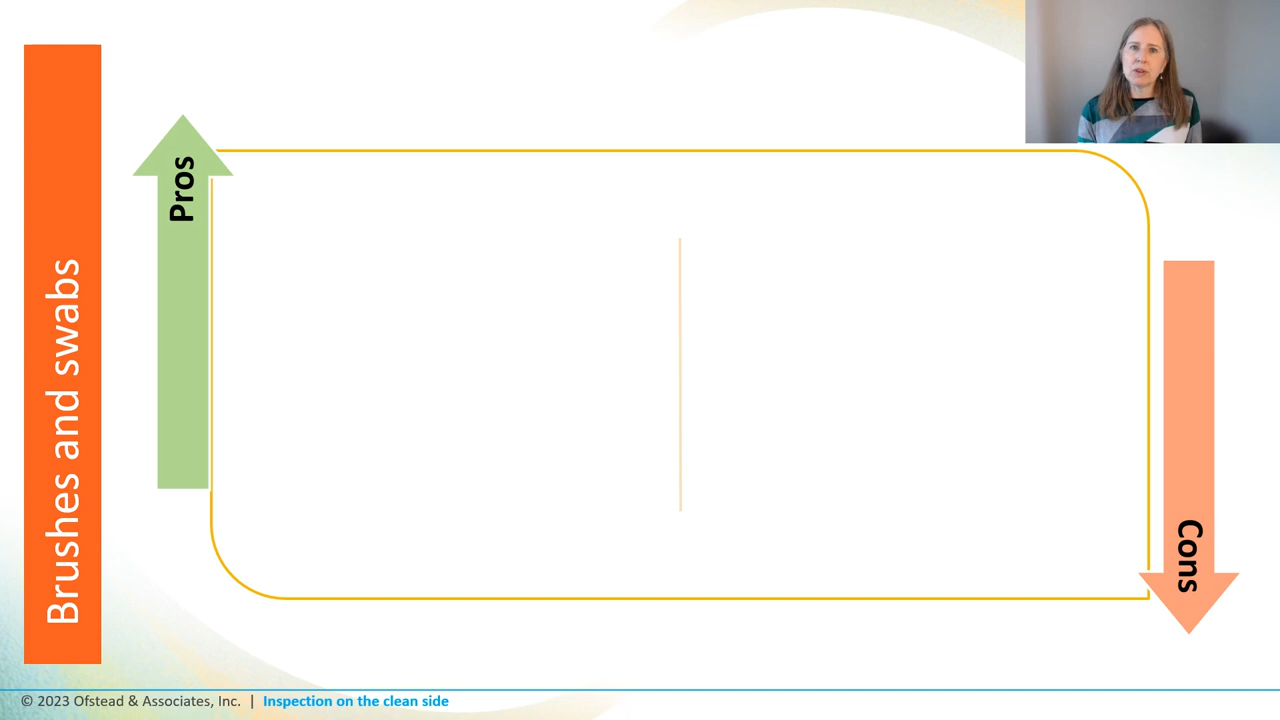 Brushes and swabs
Pros
Cons
© 2023 Ofstead & Associates, Inc. | Inspection on the clean side